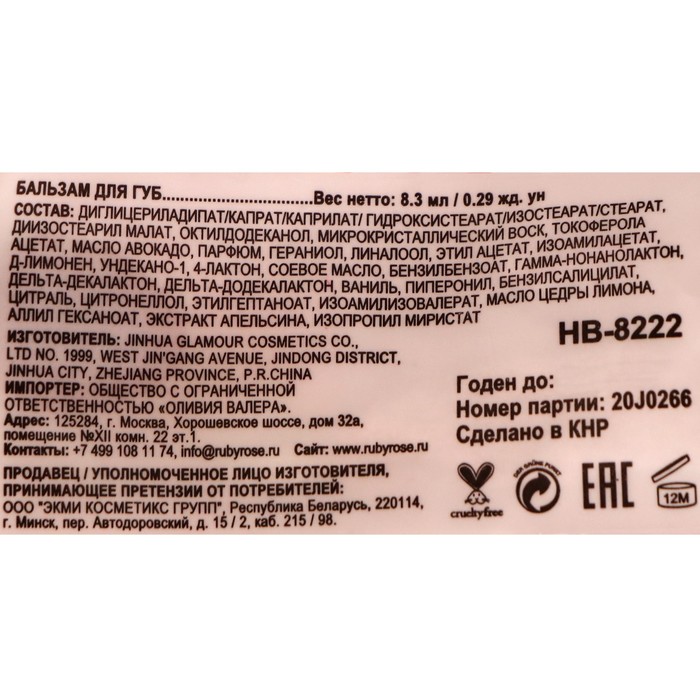 БАЛЬЗАМ ДЛЯ ГУБ................................Вес нетто: 8.3 мл / 0.29 жд. ун
СОСТАВ: ДИГЛИЦЕРИЛАДИПАТ/КАПРАТ/КАПРИЛАТ/ ГИДРОКСИСТЕАРАТ/ИЗОСТЕАРАТ/СТЕАРАТ,
ДИИЗОСТЕАРИЛ МАЛАТ, ОКТИЛДОДЕКАНОЛ, МИКРОКРИСТАЛЛИЧЕСКИЙ ВОСК, ТОКОФЕРОЛА
АЦЕТАТ, МАСЛО АВОКАДО, ПАРФЮМ, ГЕРАНИОЛ, ЛИНАЛООЛ, ЭТИЛ АЦЕТАТ, ИЗОАМИЛАЦЕТАТ,
Д-ЛИМОНЕН, УНДЕКАНО-1, 4-ЛАКТОН, СОЕВОЕ МАСЛО, БЕНЗИЛБЕНЗОАТ, ГАММА-НОНАНОЛАКТОН,
ДЕЛЬТА-ДЕКАЛАКТОН, ДЕЛЬТА-ДОДЕКАЛАКТОН, ВАНИЛЬ, ПИПЕРОНИЛ, БЕНЗИЛСАЛИЦИЛАТ,
ЦИТРАЛЬ, ЦИТРОНЕЛЛОЛ, ЭТИЛГЕПТАНОАТ, ИЗОАМИЛИЗОВАЛЕРАТ, МАСЛО ЦЕДРЫ ЛИМОНА,
АЛЛИЛ ГЕКСАНОАТ, ЭКСТРАКТ АПЕЛЬСИНА, ИЗОПРОПИЛ МИРИСТАТ
ИЗГОТОВИТЕЛЬ: JINHUA GLAMOUR COSMETICS CO.,
LTD NO. 1999, WEST JIN'GANG AVENUE, JINDONG DISTRICT,
JINHUA CITY, ZHEJIANG PROVINCE, P.R.CHINA
ИМПОРТЕР: ОБЩЕСТВО С ОГРАНИЧЕННОЙ
ОТВЕТСТВЕННОСТЬЮ «ОЛИВИЯ ВАЛЕРА».
Адрес: 125284, г. Москва, Хорошевское шоссе, дом 32а,
помещение №XII комн. 22 эт.1.
Контакты: +7 499 108 11 74, info@rubyrose.ru Сайт: www.rubyrose.ru
ПРОДАВЕЦ / УПОЛНОМОЧЕННОЕ ЛИЦО ИЗГОТОВИТЕЛЯ,
ПРИНИМАЮЩЕЕ ПРЕТЕНЗИИ ОТ ПОТРЕБИТЕЛЕЙ:
ООО "ЭКМИ КОСМЕТИКС ГРУПП", Республика Беларусь, 220114,
г. Минск, пер. Автодоровский, д. 15 / 2, каб. 215 / 98.
HB-8222
Годен до:
Номер партии: 20J0266
Сделано в КНР
crueltyfree
DER GRÜNE PUNKT
EAC
12M